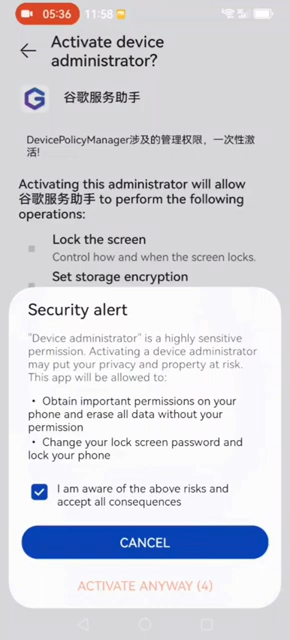 05:36
11:58
Activate device
administrator?
谷歌服务助手
DevicePolicyManager涉及的管理权限，一次性激
活!
Activating this administrator will allow
谷歌服务助手 to perform the following
operations:
Lock the screen
Control how and when the screen locks.
Set storage encryption
Security alert
"Device administrator" is a highly sensitive
permission. Activating a device administrator
may put your privacy and property at risk.
This app will be allowed to:
• Obtain important permissions on your
phone and erase all data without your
permission
• Change your lock screen password and
lock your phone
I am aware of the above risks and
accept all consequences
CANCEL
ACTIVATE ANYWAY (4)